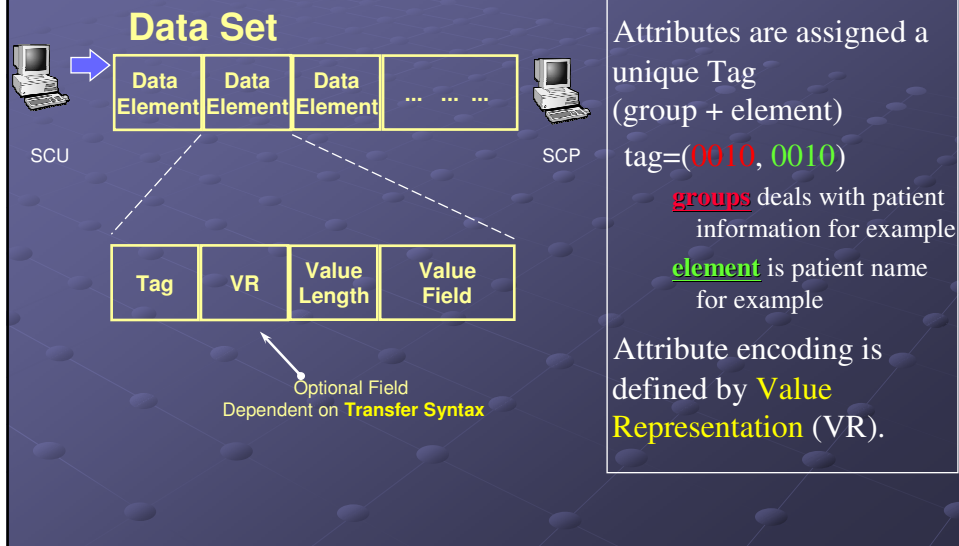 Data Set
Data Element
Data Element
Data Element
... ... ...
SCU
SCP
Tag
VR
Value Length
Value Field
Optional Field
Dependent on Transfer Syntax
Attributes are assigned a
unique Tag
(group + element)
tag=(0010, 0010)
groups deals with patient
information for example
element is patient name
for example
Attribute encoding is
defined by Value
Representation (VR).